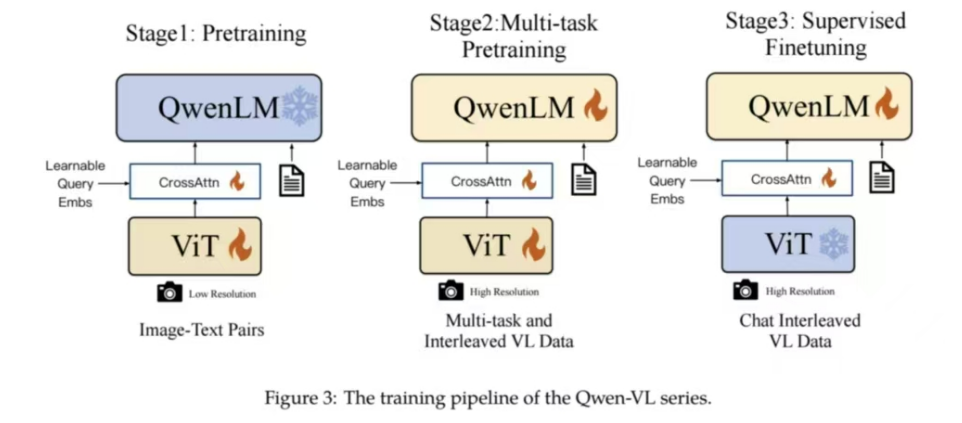 Stage1: Pretraining
QwenLM
Learnable
Query
Embs
CrossAttn
ViT
Low Resolution
Image-Text Pairs
Stage2:Multi-task
Pretraining
QwenLM
Learnable
Query
Embs
CrossAttn
ViT
High Resolution
Multi-task and
Interleaved VL Data
Stage3: Supervised
Finetuning
QwenLM
Learnable
Query
Embs
CrossAttn
ViT
High Resolution
Chat Interleaved
VL Data
Figure 3: The training pipeline of the Qwen-VL series.